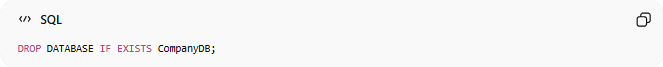 SQL
DROP DATABASE IF EXISTS CompanyDB;